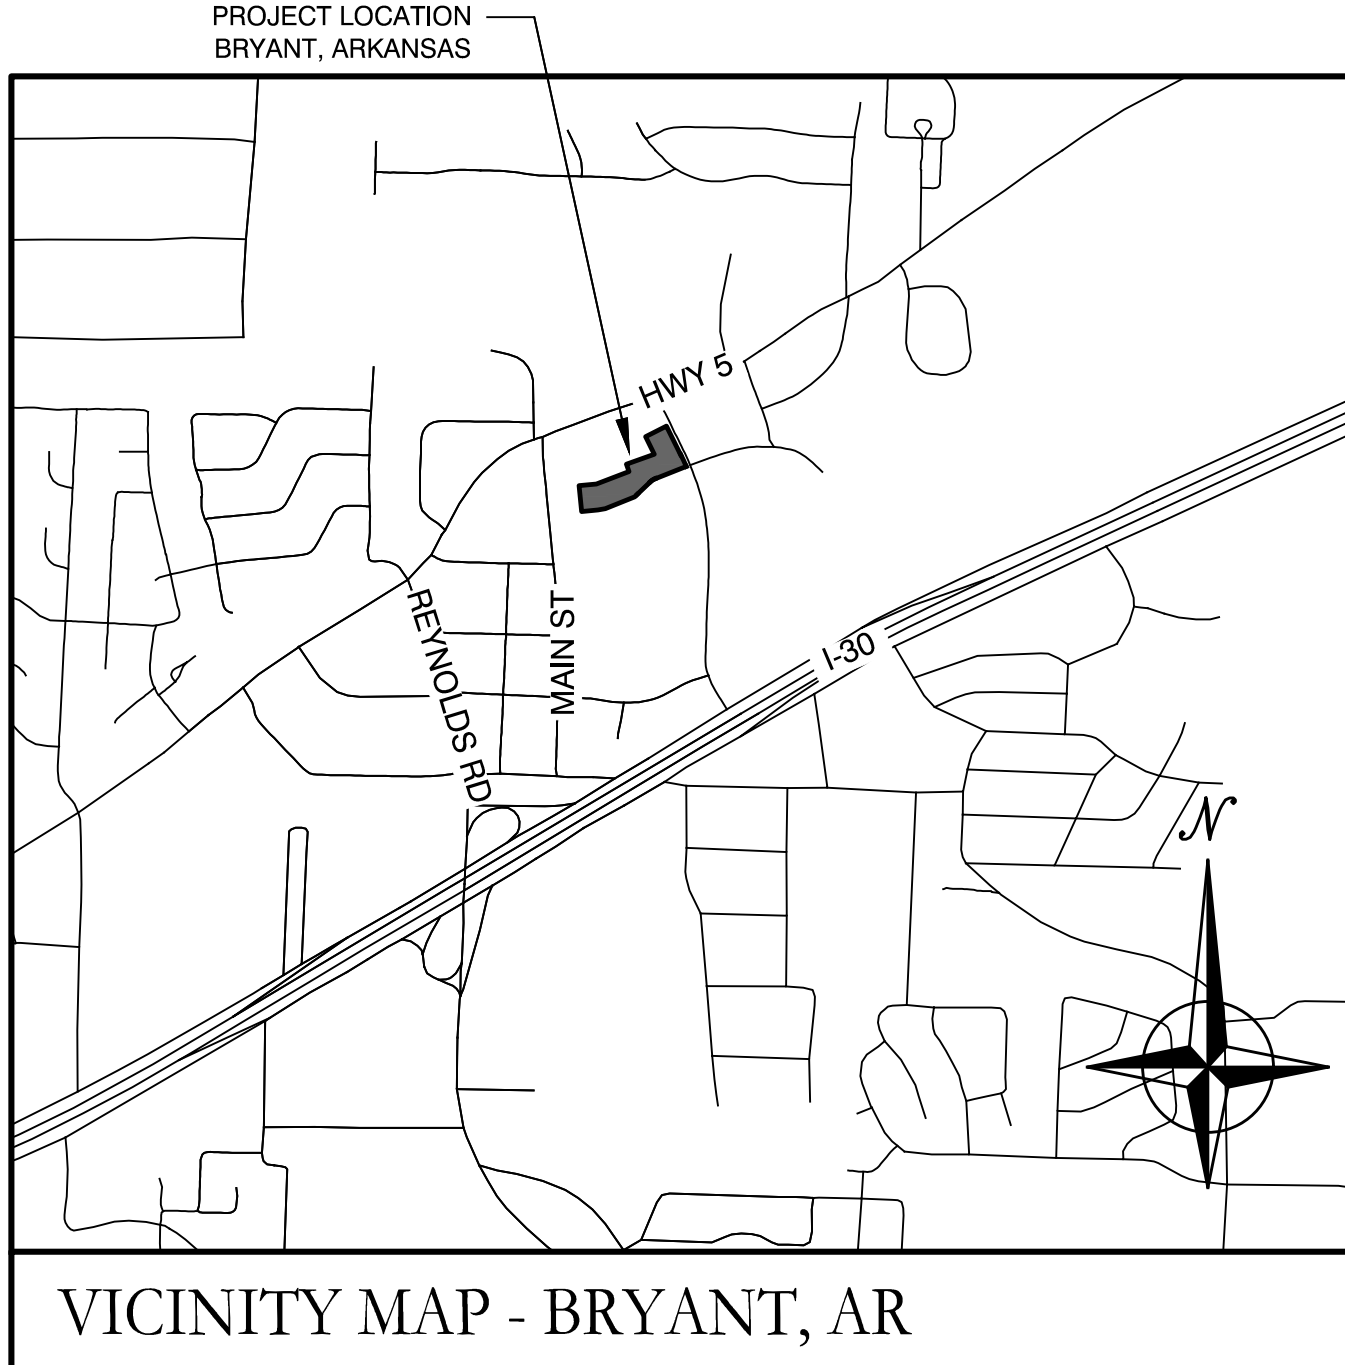 PROJECT LOCATION
BRYANT, ARKANSAS
HWY 5
REYNOLDS RD
MAIN ST
I-30
N
VICINITY MAP - BRYANT, AR